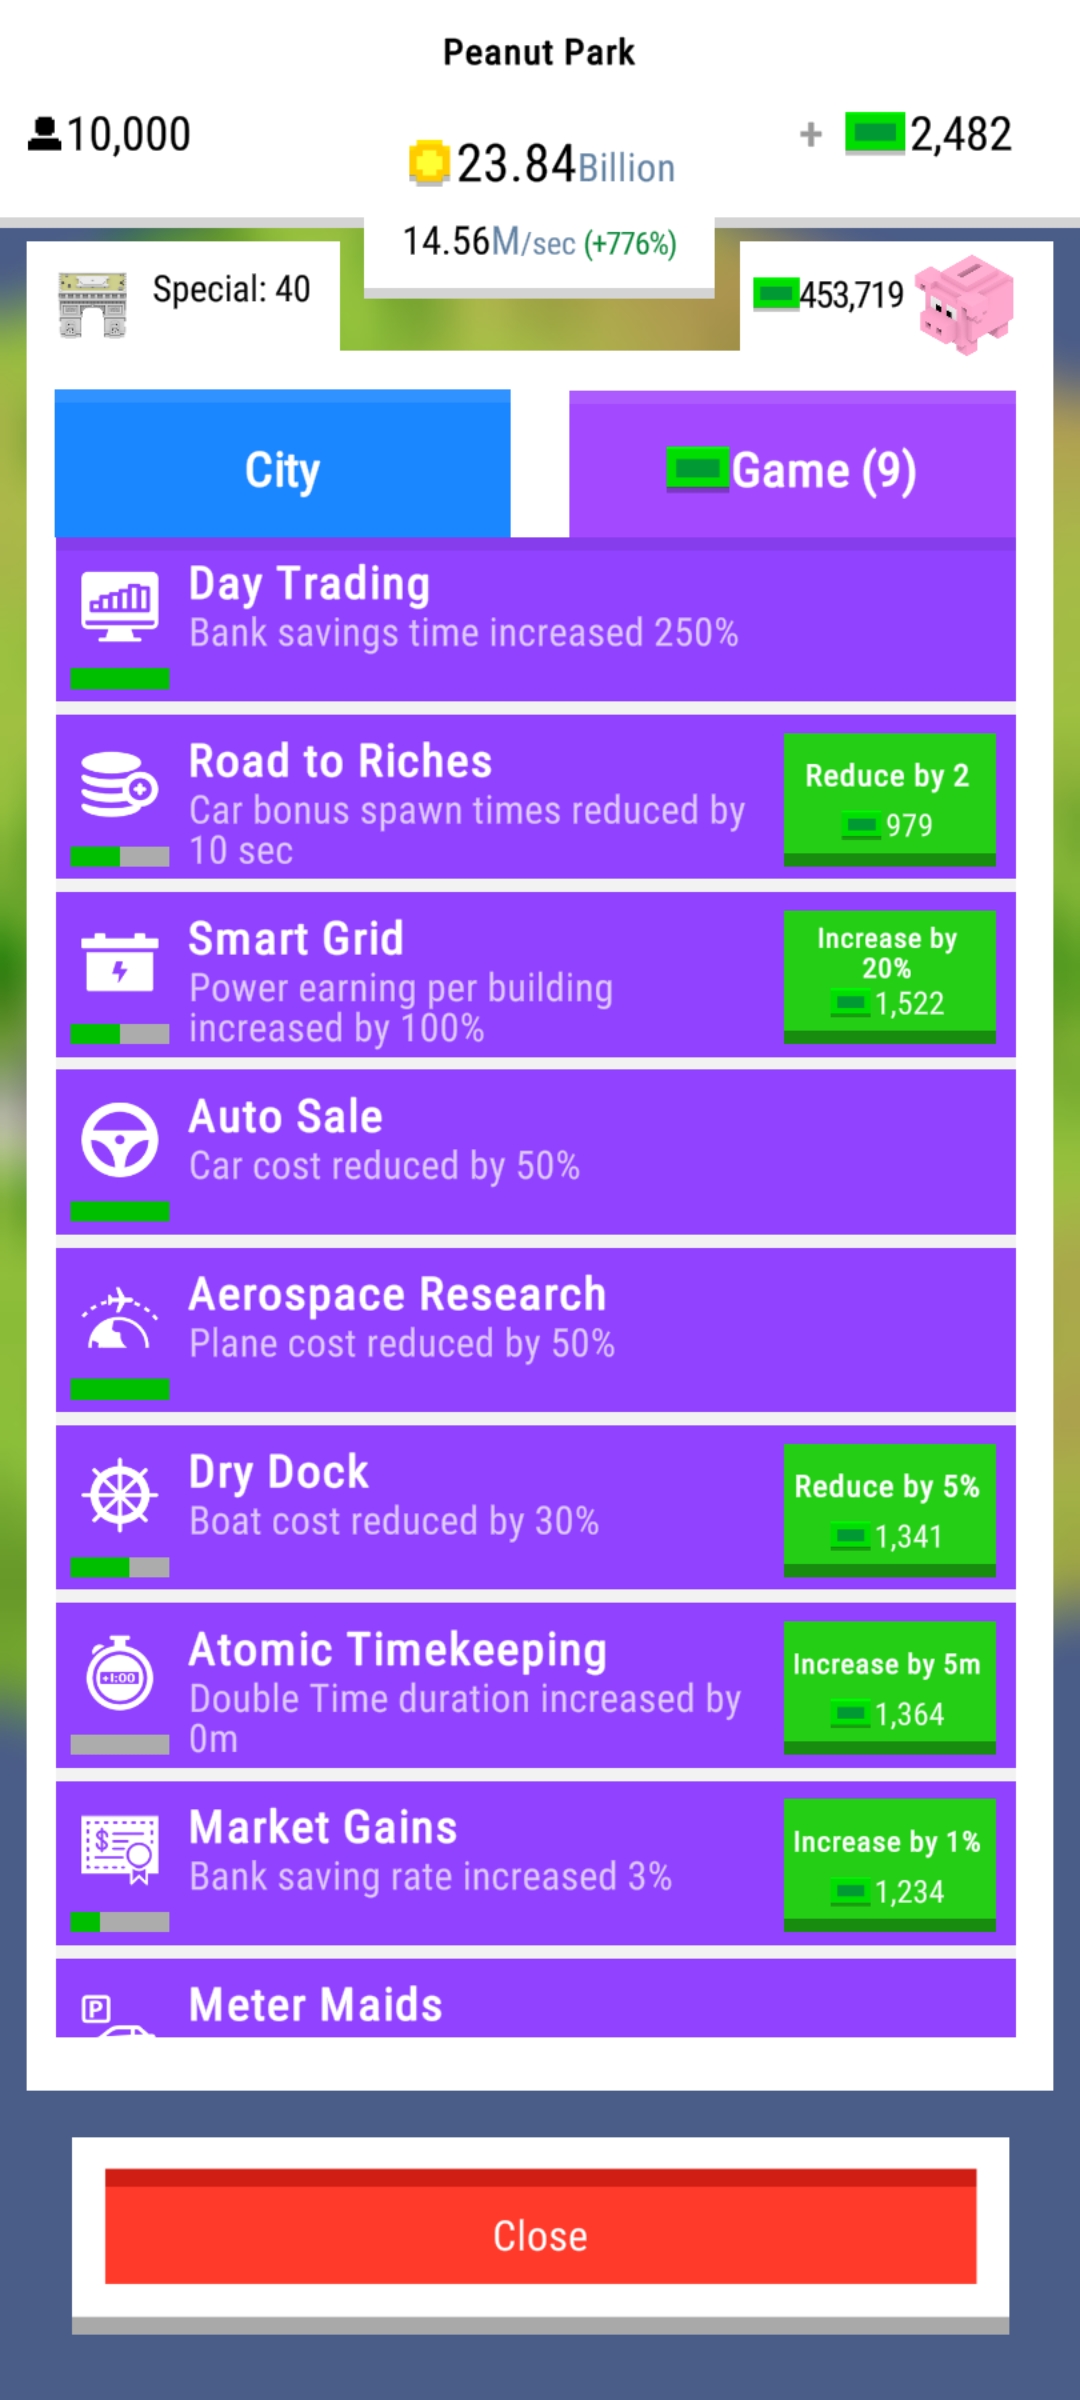 Peanut Park
10,000
23.84Billion
+ 2,482
14.56M/sec (+776%)
Special: 40
453,719
City
Game (9)
Day Trading
Bank savings time increased 250%
Road to Riches
Car bonus spawn times reduced by
10 sec
Reduce by 2
979
Smart Grid
Power earning per building
increased by 100%
Increase by
20%
1,522
Auto Sale
Car cost reduced by 50%
Aerospace Research
Plane cost reduced by 50%
Dry Dock
Boat cost reduced by 30%
Reduce by 5%
1,341
+1:00
Atomic Timekeeping
Double Time duration increased by
0m
Increase by 5m
1,364
$
Market Gains
Bank saving rate increased 3%
Increase by 1%
1,234
P
Meter Maids
Close